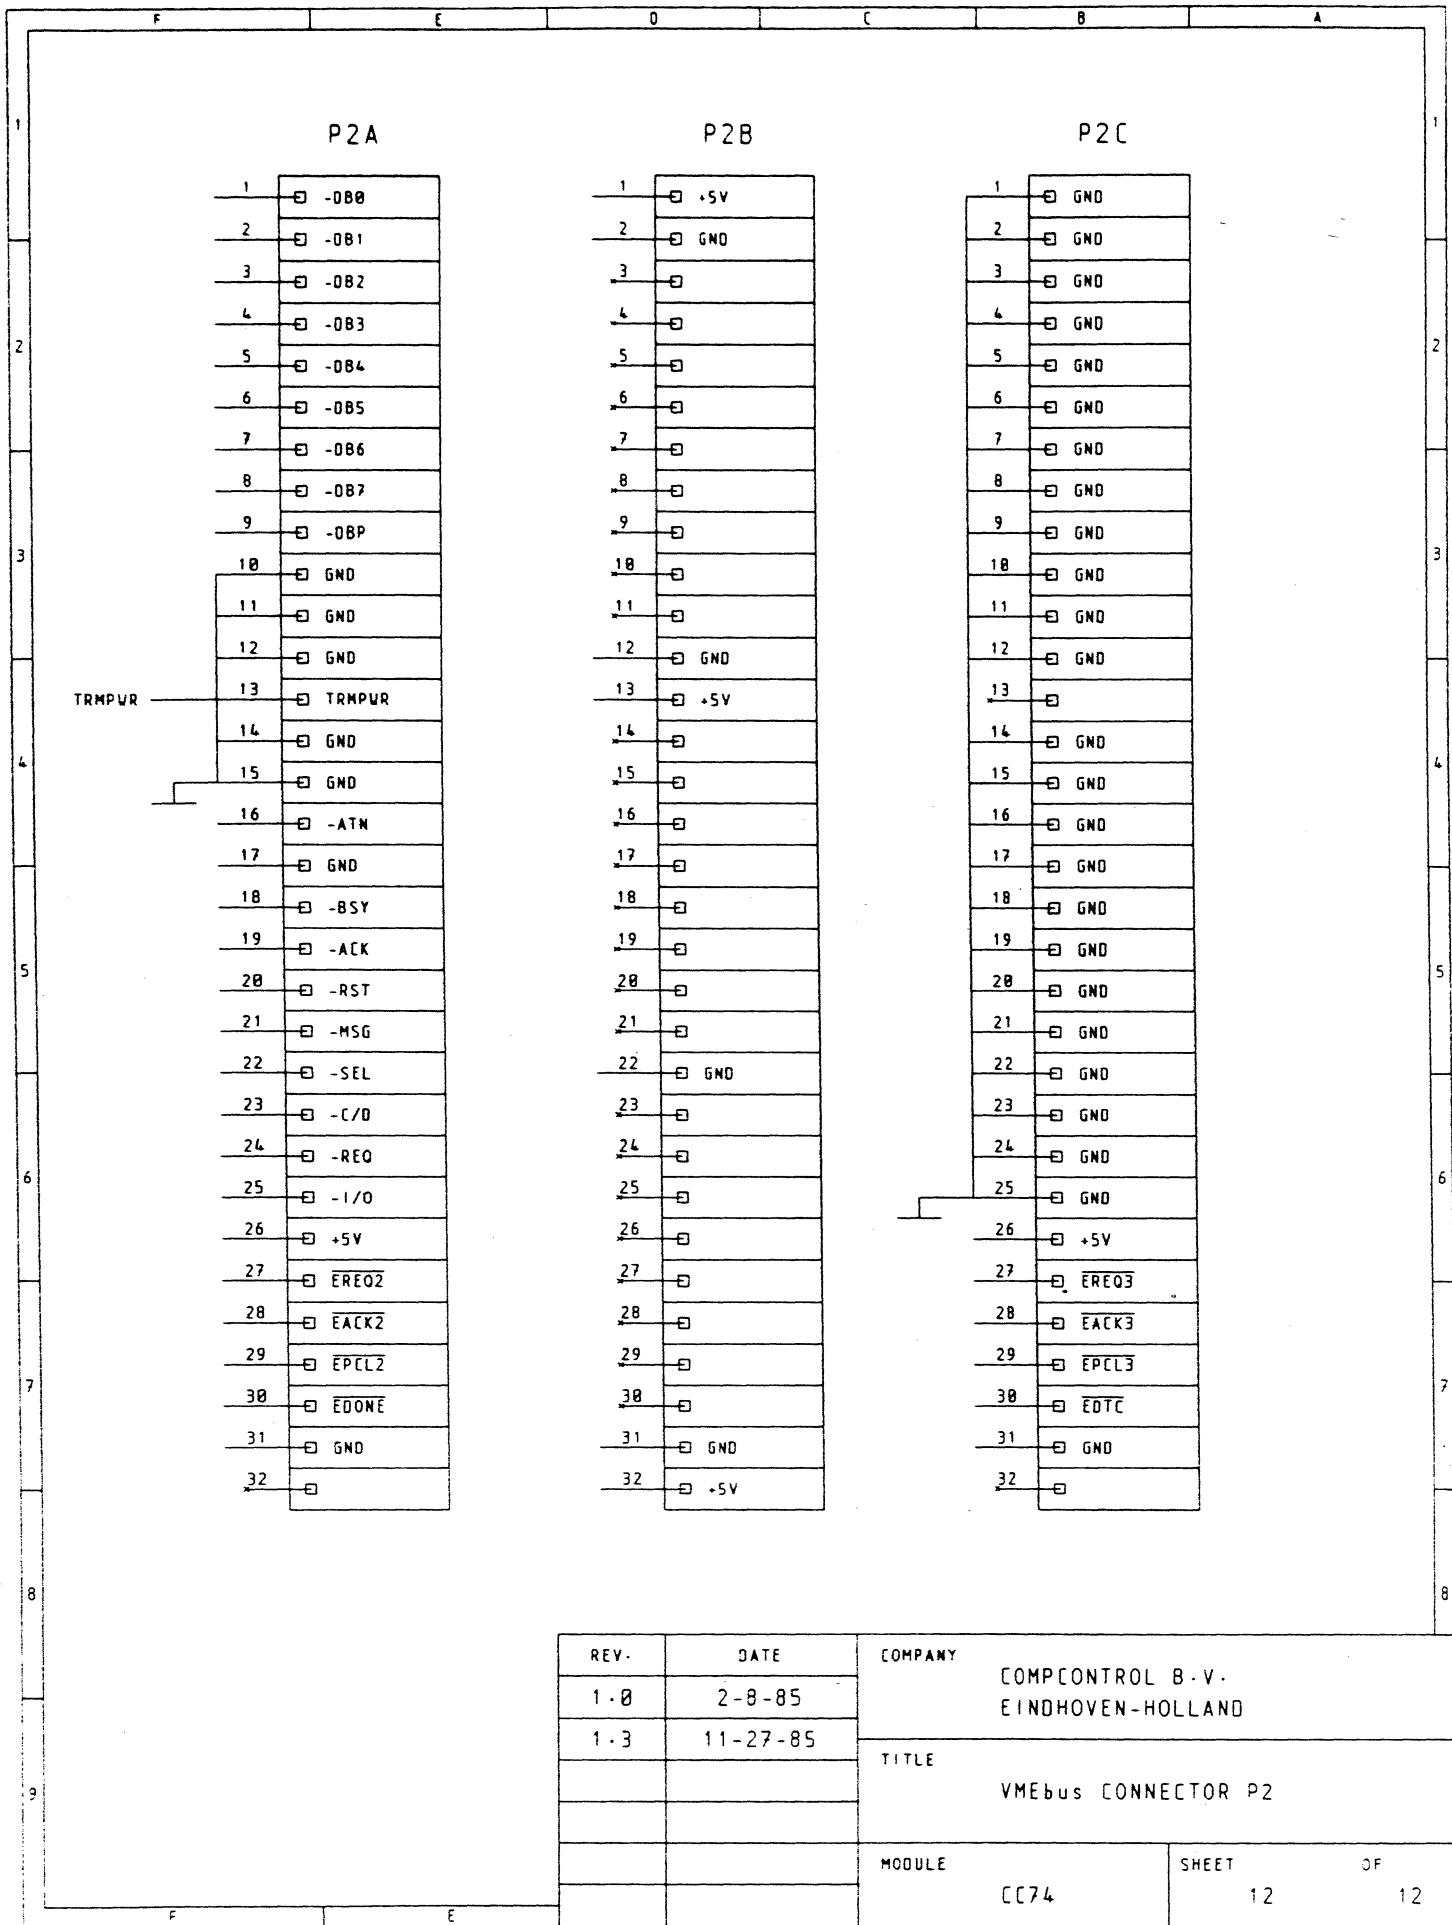 F E D C B A
P2A P2B P2C
1 -DB0 1 +5V 1 GND
2 -DB1 2 GND 2 GND
3 -DB2 3 3 GND
4 -DB3 4 4 GND
5 -DB4 5 5 GND
6 -DB5 6 6 GND
7 -DB6 7 7 GND
8 -DB7 8 8 GND
9 -DBP 9 9 GND
10 GND 10 10 GND
11 GND 11 11 GND
12 GND 12 GND 12 GND
TRMPWR 13 TRMPWR 13 +5V 13
14 GND 14 14 GND
15 GND 15 15 GND
16 -ATN 16 16 GND
17 GND 17 17 GND
18 -BSY 18 18 GND
19 -ACK 19 19 GND
20 -RST 20 20 GND
21 -MSG 21 21 GND
22 -SEL 22 GND 22 GND
23 -C/D 23 23 GND
24 -REQ 24 24 GND
25 -I/O 25 25 GND
26 +5V 26 26 +5V
27 EREQ2 27 27 EREQ3
28 EACK2 28 28 EACK3
29 EPCL2 29 29 EPCL3
30 EDONE 30 30 EDTC
31 GND 31 GND 31 GND
32 32 +5V 32
1 1
2 2
3 3
4 4
5 5
6 6
7 7
8 8
9
REV. DATE
1.0 2-8-85
1.3 11-27-85
COMPANY
COMPCONTROL B.V.
EINDHOVEN-HOLLAND
TITLE
VMEbus CONNECTOR P2
MODULE
CC74
SHEET OF
12 12
F E